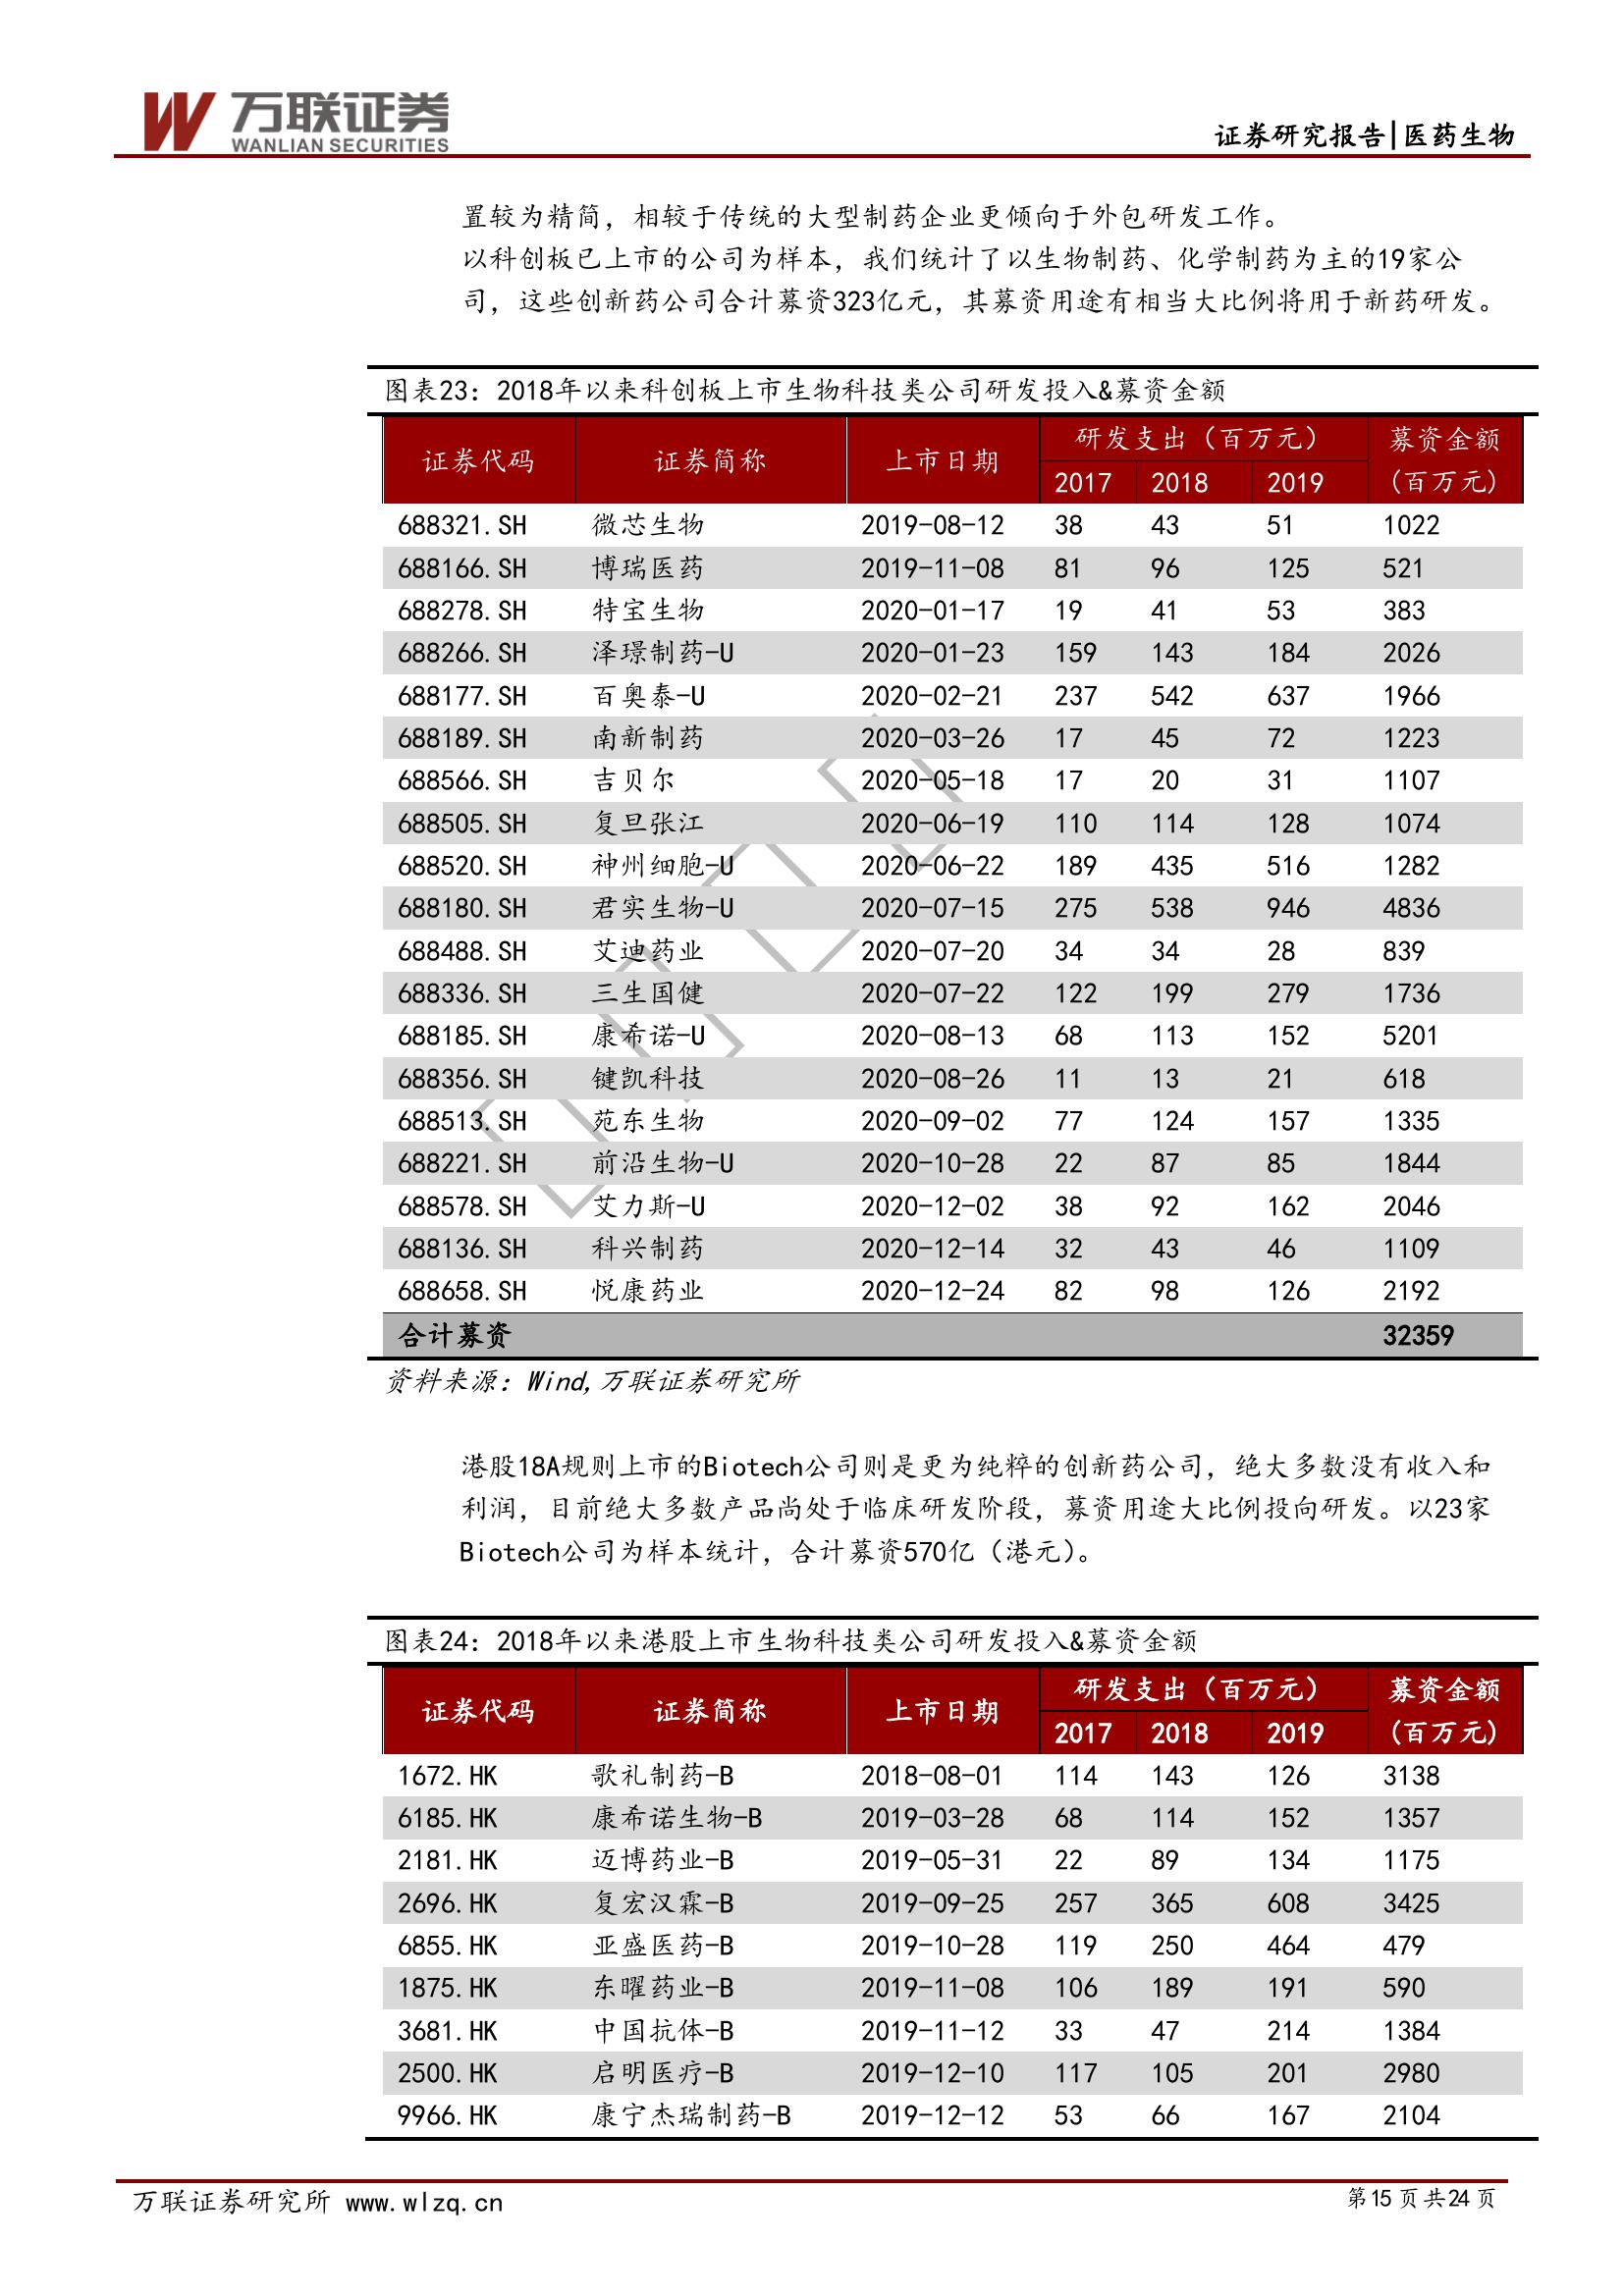 万联证券
WANLIAN SECURITIES
证券研究报告|医药生物
置较为精简，相较于传统的大型制药企业更倾向于外包研发工作。
以科创板已上市的公司为样本，我们统计了以生物制药、化学制药为主的19家公
司，这些创新药公司合计募资323亿元，其募资用途有相当大比例将用于新药研发。
图表23：2018年以来科创板上市生物科技类公司研发投入&募资金额
证券代码 证券简称 上市日期 研发支出（百万元） 募资金额
2017 2018 2019 (百万元)
688321.SH 微芯生物 2019-08-12 38 43 51 1022
688166.SH 博瑞医药 2019-11-08 81 96 125 521
688278.SH 特宝生物 2020-01-17 19 41 53 383
688266.SH 泽璟制药-U 2020-01-23 159 143 184 2026
688177.SH 百奥泰-U 2020-02-21 237 542 637 1966
688189.SH 南新制药 2020-03-26 17 45 72 1223
688566.SH 吉贝尔 2020-05-18 17 20 31 1107
688505.SH 复旦张江 2020-06-19 110 114 128 1074
688520.SH 神州细胞-U 2020-06-22 189 435 516 1282
688180.SH 君实生物-U 2020-07-15 275 538 946 4836
688488.SH 艾迪药业 2020-07-20 34 34 28 839
688336.SH 三生国健 2020-07-22 122 199 279 1736
688185.SH 康希诺-U 2020-08-13 68 113 152 5201
688356.SH 键凯科技 2020-08-26 11 13 21 618
688513.SH 苑东生物 2020-09-02 77 124 157 1335
688221.SH 前沿生物-U 2020-10-28 22 87 85 1844
688578.SH 艾力斯-U 2020-12-02 38 92 162 2046
688136.SH 科兴制药 2020-12-14 32 43 46 1109
688658.SH 悦康药业 2020-12-24 82 98 126 2192
合计募资 32359
资料来源：Wind,万联证券研究所
港股18A规则上市的Biotech公司则是更为纯粹的创新药公司，绝大多数没有收入和
利润，目前绝大多数产品尚处于临床研发阶段，募资用途大比例投向研发。以23家
Biotech公司为样本统计，合计募资570亿（港元）。
图表24：2018年以来港股上市生物科技类公司研发投入&募资金额
证券代码 证券简称 上市日期 研发支出（百万元） 募资金额
2017 2018 2019 (百万元)
1672.HK 歌礼制药-B 2018-08-01 114 143 126 3138
6185.HK 康希诺生物-B 2019-03-28 68 114 152 1357
2181.HK 迈博药业-B 2019-05-31 22 89 134 1175
2696.HK 复宏汉霖-B 2019-09-25 257 365 608 3425
6855.HK 亚盛医药-B 2019-10-28 119 250 464 479
1875.HK 东曜药业-B 2019-11-08 106 189 191 590
3681.HK 中国抗体-B 2019-11-12 33 47 214 1384
2500.HK 启明医疗-B 2019-12-10 117 105 201 2980
9966.HK 康宁杰瑞制药-B 2019-12-12 53 66 167 2104
万联证券研究所 www.wlzq.cn
第15页共24页